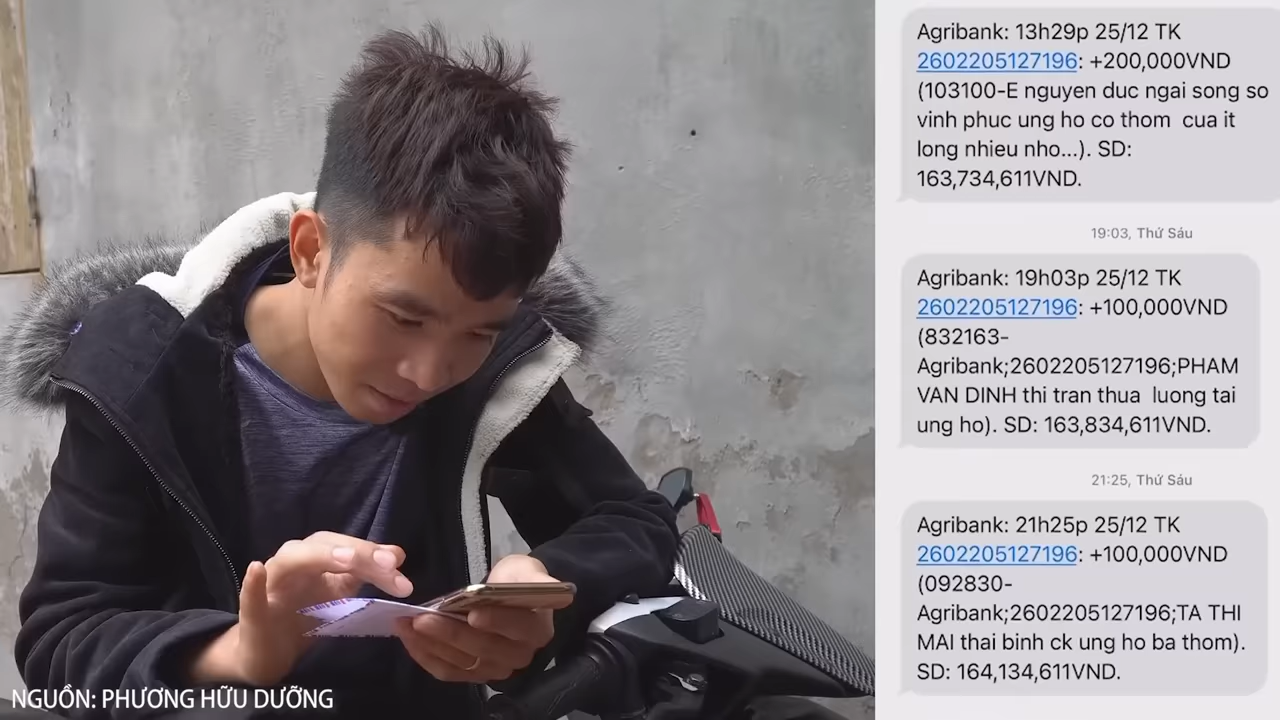 Agribank: 13h29p 25/12 TK
2602205127196: +200,000VND
(103100-E nguyen duc ngai song so
vinh phuc ung ho co thom cua it
long nhieu nho...). SD:
163,734,611VND.
19:03, Thứ Sáu
Agribank: 19h03p 25/12 TK
2602205127196: +100,000VND
(832163-
Agribank;2602205127196;PHAM
VAN DINH thi tran thua luong tai
ung ho). SD: 163,834,611VND.
21:25, Thứ Sáu
Agribank: 21h25p 25/12 TK
2602205127196: +100,000VND
(092830-
Agribank;2602205127196;TA THI
MAI thai binh ck ung ho ba thom).
SD: 164,134,611VND.
NGUỒN: PHƯƠNG HỮU DƯỠNG